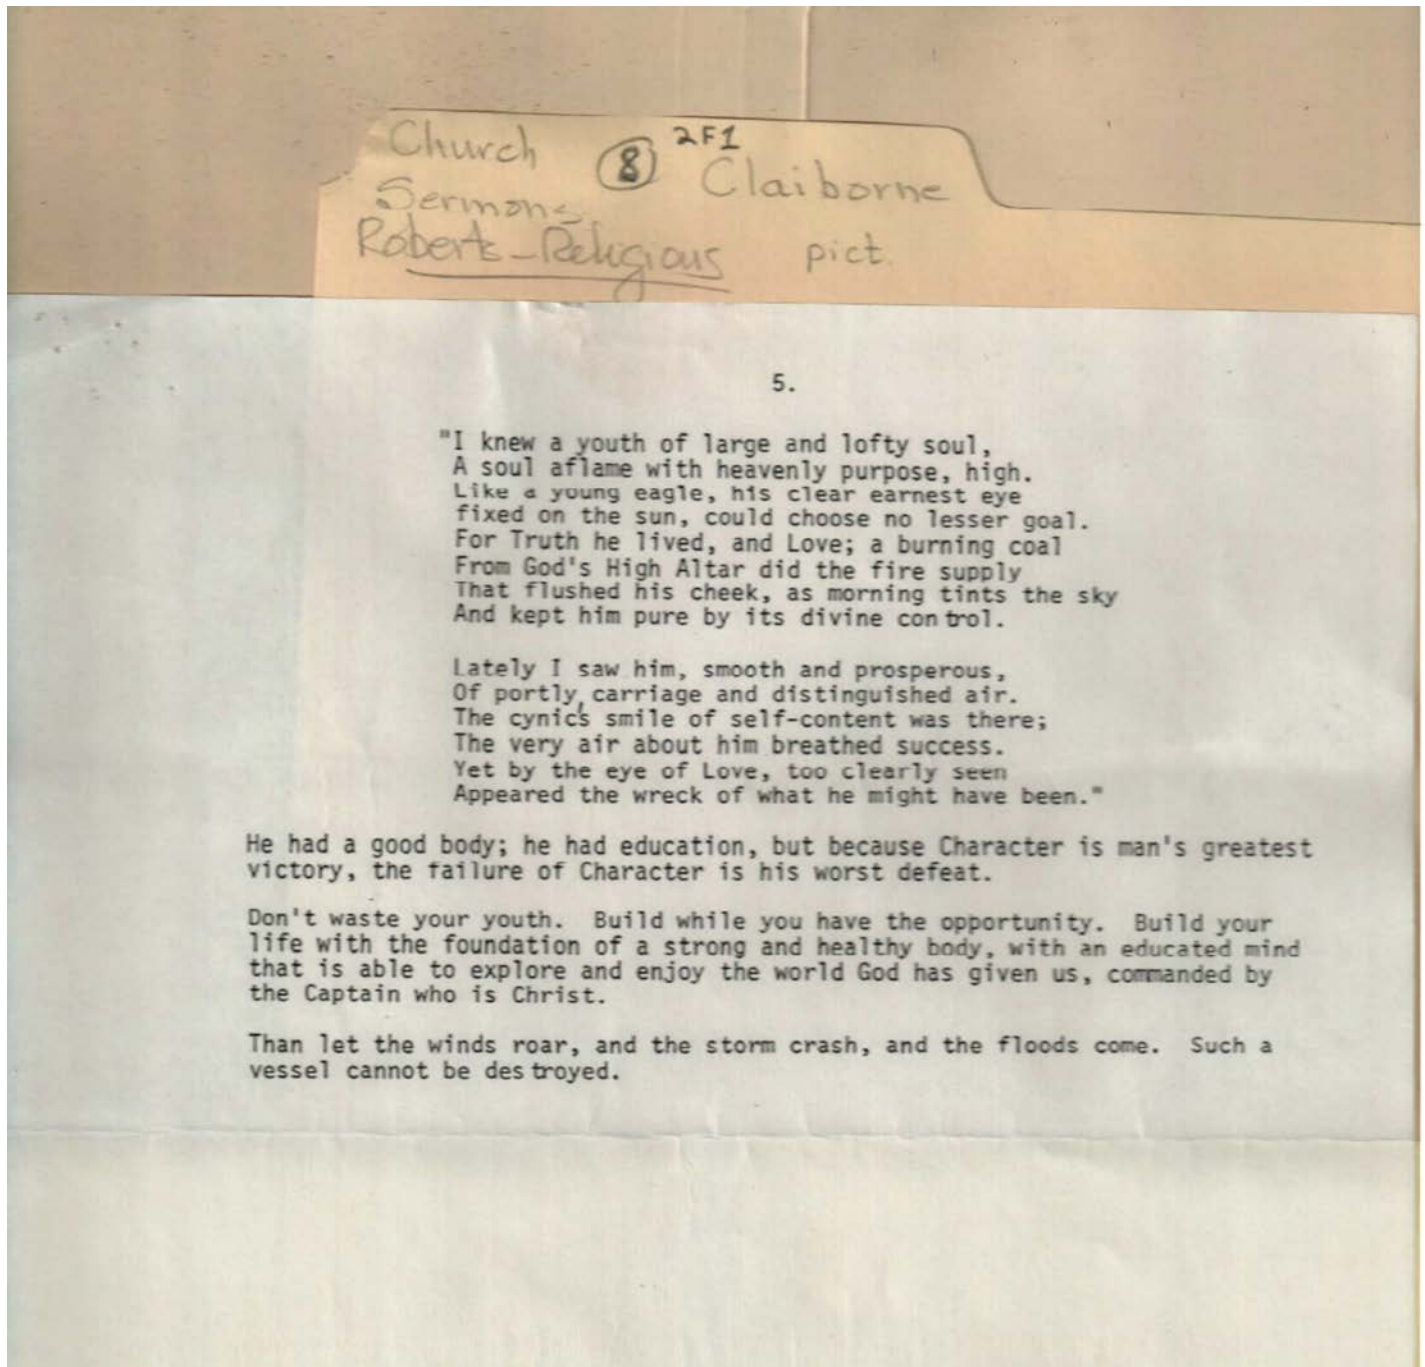 Church ⑧ 2F1 Claiborne
Sermons
Roberts-Religious pict.
5.
"I knew a youth of large and lofty soul,
A soul aflame with heavenly purpose, high.
Like a young eagle, his clear earnest eye
fixed on the sun, could choose no lesser goal.
For Truth he lived, and Love; a burning coal
From God's High Altar did the fire supply
That flushed his cheek, as morning tints the sky
And kept him pure by its divine control.
Lately I saw him, smooth and prosperous,
Of portly carriage and distinguished air.
The cynic's smile of self-content was there;
The very air about him breathed success.
Yet by the eye of Love, too clearly seen
Appeared the wreck of what he might have been."
He had a good body; he had education, but because Character is man's greatest
victory, the failure of Character is his worst defeat.
Don't waste your youth. Build while you have the opportunity. Build your
life with the foundation of a strong and healthy body, with an educated mind
that is able to explore and enjoy the world God has given us, commanded by
the Captain who is Christ.
Than let the winds roar, and the storm crash, and the floods come. Such a
vessel cannot be destroyed.